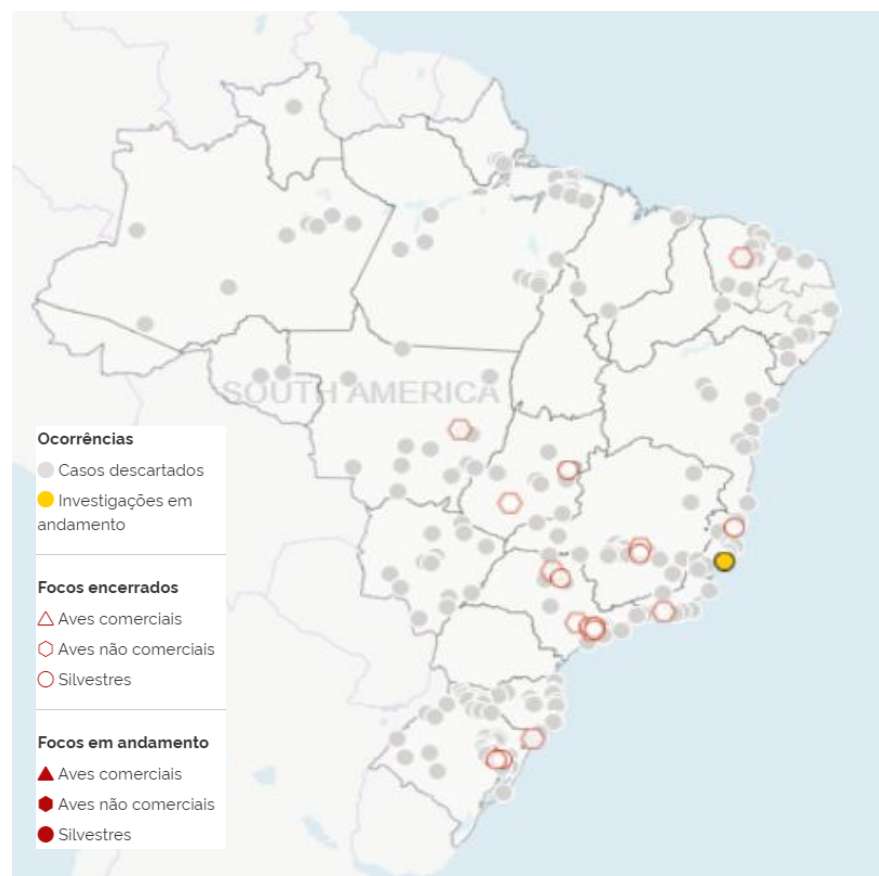 SOUTH AMERICA
Ocorrências
Casos descartados
Investigações em
andamento
Focos encerrados
Aves comerciais
Aves não comerciais
Silvestres
Focos em andamento
Aves comerciais
Aves não comerciais
Silvestres